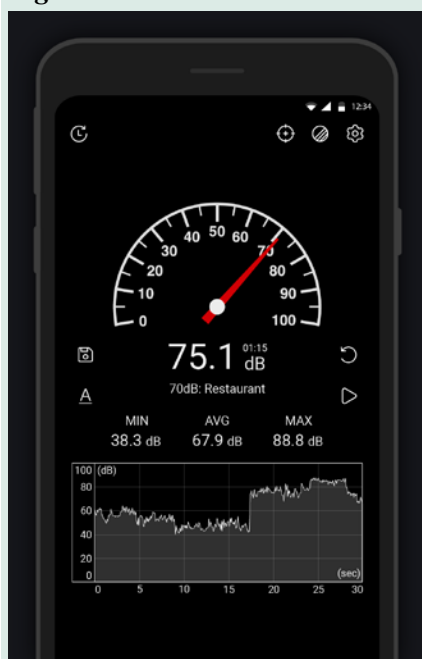 12:34
0 10 20 30 40 50 60 70 80 90 100
75.1 dB
01:15
70dB: Restaurant
A
MIN AVG MAX
38.3 dB 67.9 dB 88.8 dB
100 (dB)
80
60
40
20
0
(sec)
0 5 10 15 20 25 30